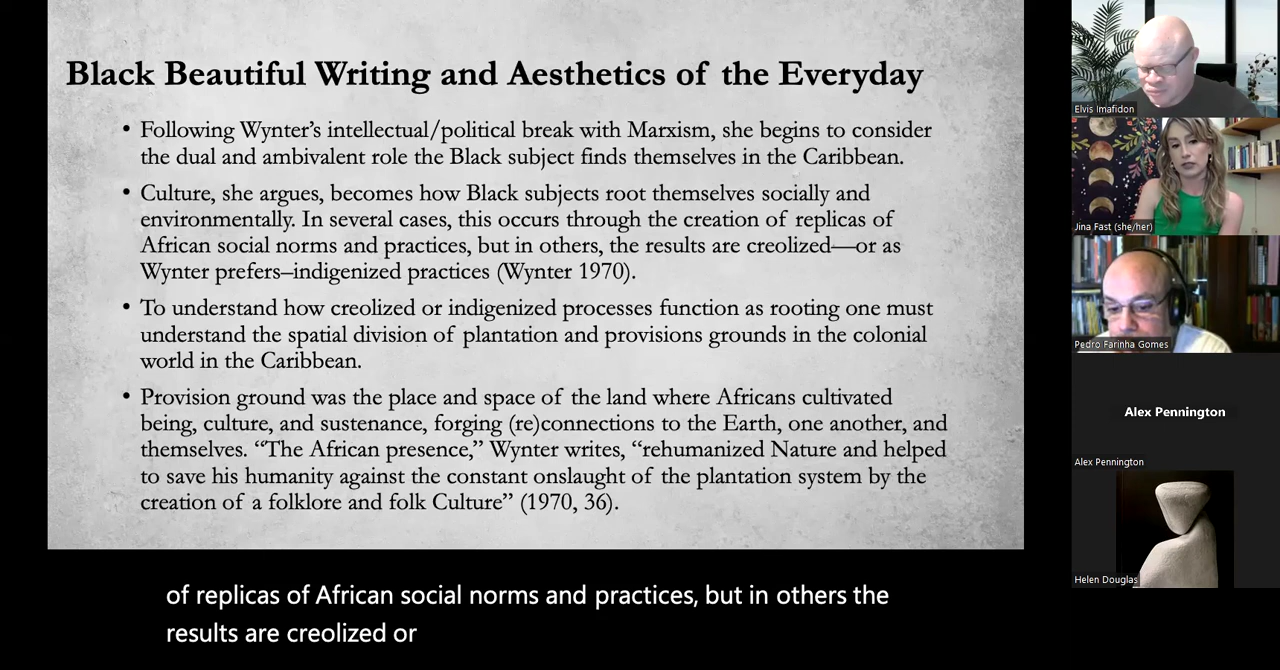 Black Beautiful Writing and Aesthetics of the Everyday
• Following Wynter's intellectual/political break with Marxism, she begins to consider
the dual and ambivalent role the Black subject finds themselves in the Caribbean.
• Culture, she argues, becomes how Black subjects root themselves socially and
environmentally. In several cases, this occurs through the creation of replicas of
African social norms and practices, but in others, the results are creolized—or as
Wynter prefers–indigenized practices (Wynter 1970).
• To understand how creolized or indigenized processes function as rooting one must
understand the spatial division of plantation and provisions grounds in the colonial
world in the Caribbean.
• Provision ground was the place and space of the land where Africans cultivated
being, culture, and sustenance, forging (re)connections to the Earth, one another, and
themselves. “The African presence,” Wynter writes, “rehumanized Nature and helped
to save his humanity against the constant onslaught of the plantation system by the
creation of a folklore and folk Culture” (1970, 36).
of replicas of African social norms and practices, but in others the
results are creolized or
Elvis Imafidon
Jina Fast (she/her)
Pedro Farinha Gomes
Alex Pennington
Alex Pennington
Helen Douglas